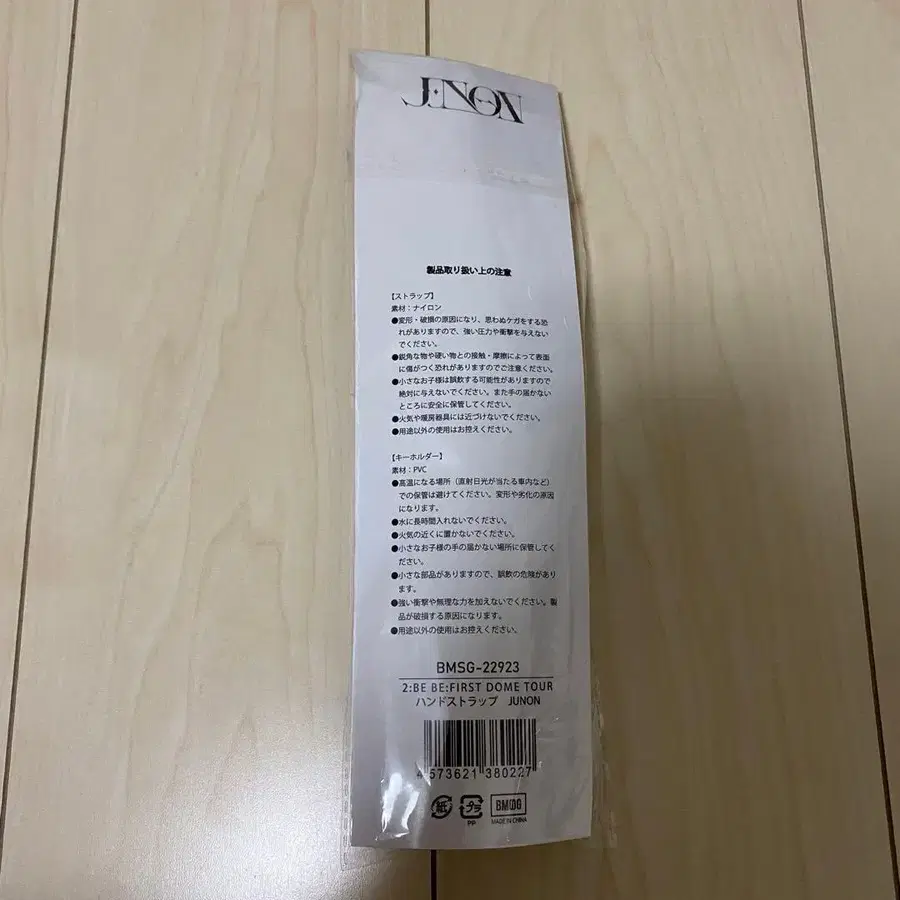 JUNON
製品取り扱い上の注意
【ストラップ】
素材：ナイロン
●変形・破損の原因になり、思わぬケガをする恐
れがありますので、強い圧力や衝撃を与えない
でください。
●鋭角な物や硬い物との接触・摩擦によって表面
に傷がつく恐れがありますのでご注意ください。
●小さなお子様は誤飲する可能性がありますので
絶対に与えないでください。また手の届かない
ところに安全に保管してください。
●火気や暖房器具には近づけないでください。
●用途以外の使用はお控えください。
【キーホルダー】
素材：PVC
●高温になる場所（直射日光が当たる車内など）
での保管は避けてください。変形や劣化の原因
になります。
●水に長時間入れないでください。
●火気の近くに置かないでください。
●小さなお子様の手の届かない場所に保管してく
ださい。
●小さな部品がありますので、誤飲の危険があり
ます。
●強い衝撃や無理な力を加えないでください。製
品が破損する原因になります。
●用途以外の使用はお控えください。
BMSG-22923
2:BE BE:FIRST DOME TOUR
ハンドストラップ　JUNON
4 573621 380227
紙 プラ BMSG
PP MADE IN CHINA